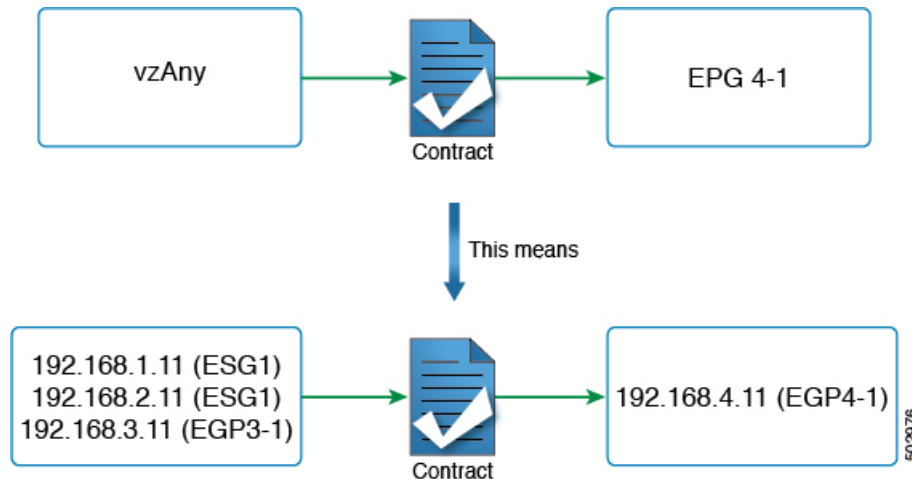 vzAny
Contract
EPG 4-1
This means
192.168.1.11 (ESG1)
192.168.2.11 (ESG1)
192.168.3.11 (EGP3-1)
Contract
192.168.4.11 (EGP4-1)
502976